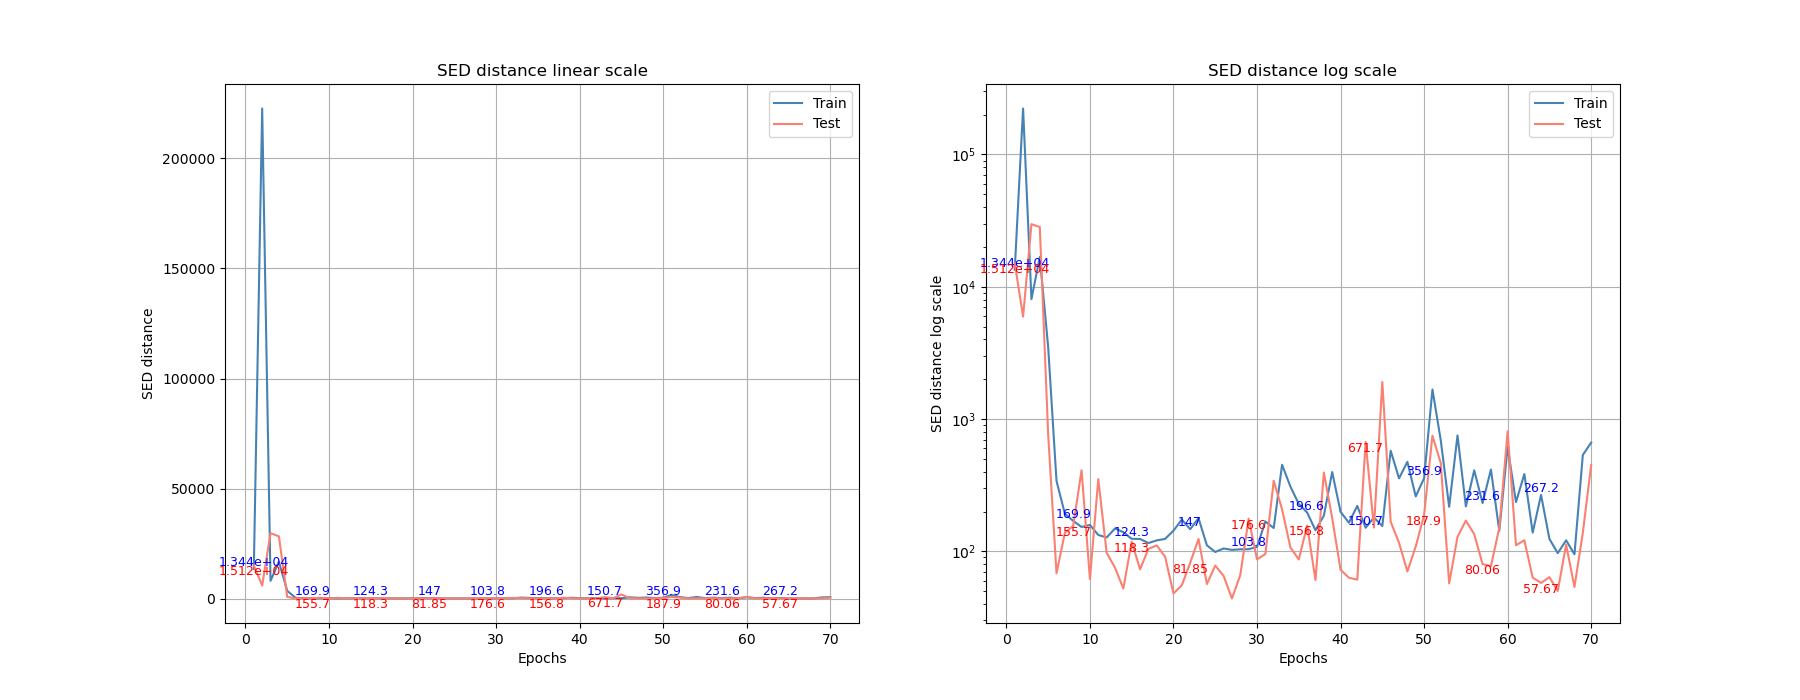 SED distance linear scale
SED distance
200000
150000
100000
50000
0
Train
Test
1.344e+04
1.512e+04
169.9 124.3 147 103.8 196.6 150.7 356.9 231.6 267.2
155.7 118.3 81.85 176.6 156.8 671.7 187.9 80.06 57.67
0 10 20 30 40 50 60 70
Epochs
SED distance log scale
SED distance log scale
10^5
10^4
10^3
10^2
Train
Test
1.344e+04
1.512e+04
169.9 124.3 147 103.8 196.6 150.7 356.9 231.6 267.2
155.7 118.3 81.85 176.6 156.8 671.7 187.9 80.06 57.67
0 10 20 30 40 50 60 70
Epochs